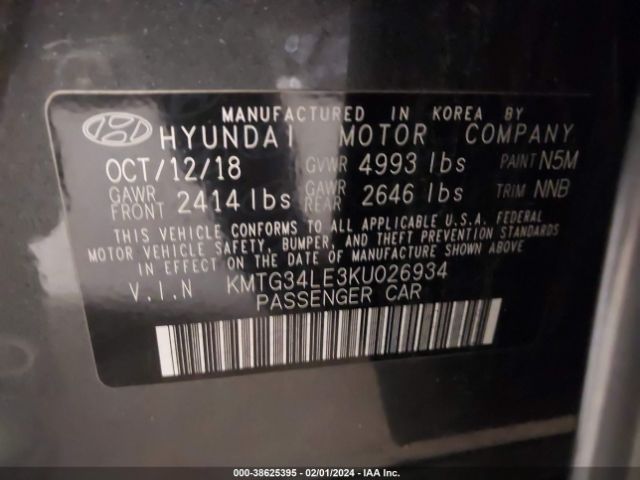 MANUFACTURED IN KOREA BY
HYUNDAI MOTOR COMPANY
OCT/12/18 GVWR 4993 lbs PAINT N5M
GAWR FRONT 2414 lbs GAWR REAR 2646 lbs TRIM NNB
THIS VEHICLE CONFORMS TO ALL APPLICABLE U.S.A. FEDERAL
MOTOR VEHICLE SAFETY, BUMPER, AND THEFT PREVENTION STANDARDS
IN EFFECT ON THE DATE OF MANUFACTURE SHOWN ABOVE
V.I.N KMTG34LE3KU026934
PASSENGER CAR
000-38625395 - 02/01/2024 - IAA Inc.